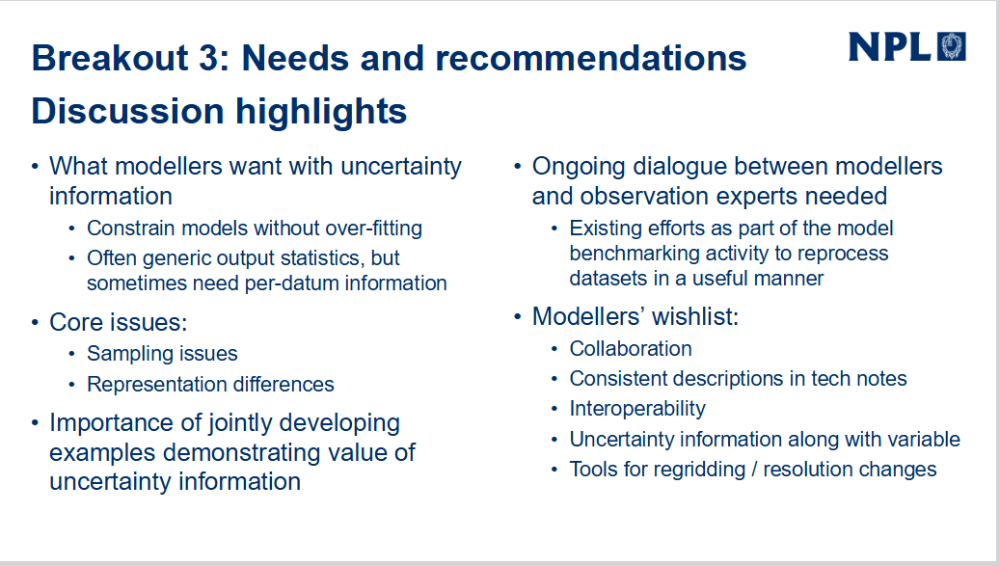 Breakout 3: Needs and recommendations
Discussion highlights
NPL
• What modellers want with uncertainty
information
• Constrain models without over-fitting
• Often generic output statistics, but
sometimes need per-datum information
• Core issues:
• Sampling issues
• Representation differences
• Importance of jointly developing
examples demonstrating value of
uncertainty information
• Ongoing dialogue between modellers
and observation experts needed
• Existing efforts as part of the model
benchmarking activity to reprocess
datasets in a useful manner
• Modellers’ wishlist:
• Collaboration
• Consistent descriptions in tech notes
• Interoperability
• Uncertainty information along with variable
• Tools for regridding / resolution changes